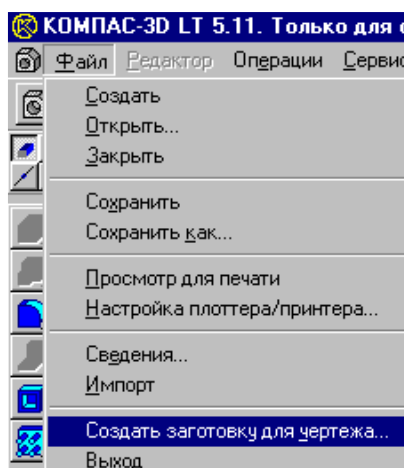 КОМПАС-3D LT 5.11. Только для
Файл Редактор Операции Сервис
Создать
Открыть...
Закрыть
Сохранить
Сохранить как...
Просмотр для печати
Настройка плоттера/принтера...
Сведения...
Импорт
Создать заготовку для чертежа...
Выход